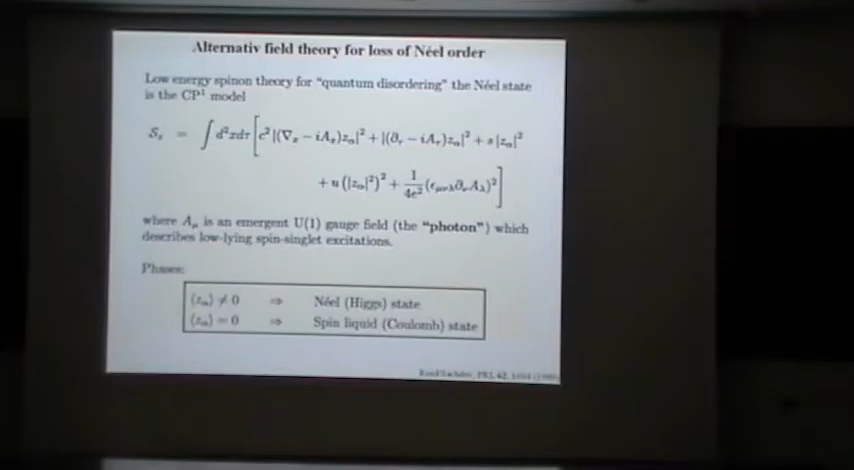 Alternativ field theory for loss of Néel order
Low energy spinon theory for "quantum disordering" the Néel state
is the CP¹ model
S_z = ∫ d²xdτ [ c² |(∇ₓ − iAₓ)z_α|² + |(∂_τ − iA_τ)z_α|² + s |z_α|²
+ u (|z_α|²)² + 1/4e² (ϵ_μνλ∂_νA_λ)² ]
where A_μ is an emergent U(1) gauge field (the "photon") which
describes low-lying spin-singlet excitations.
Phases:
⟨z_α⟩ ≠ 0 ⇒ Néel (Higgs) state
⟨z_α⟩ = 0 ⇒ Spin liquid (Coulomb) state